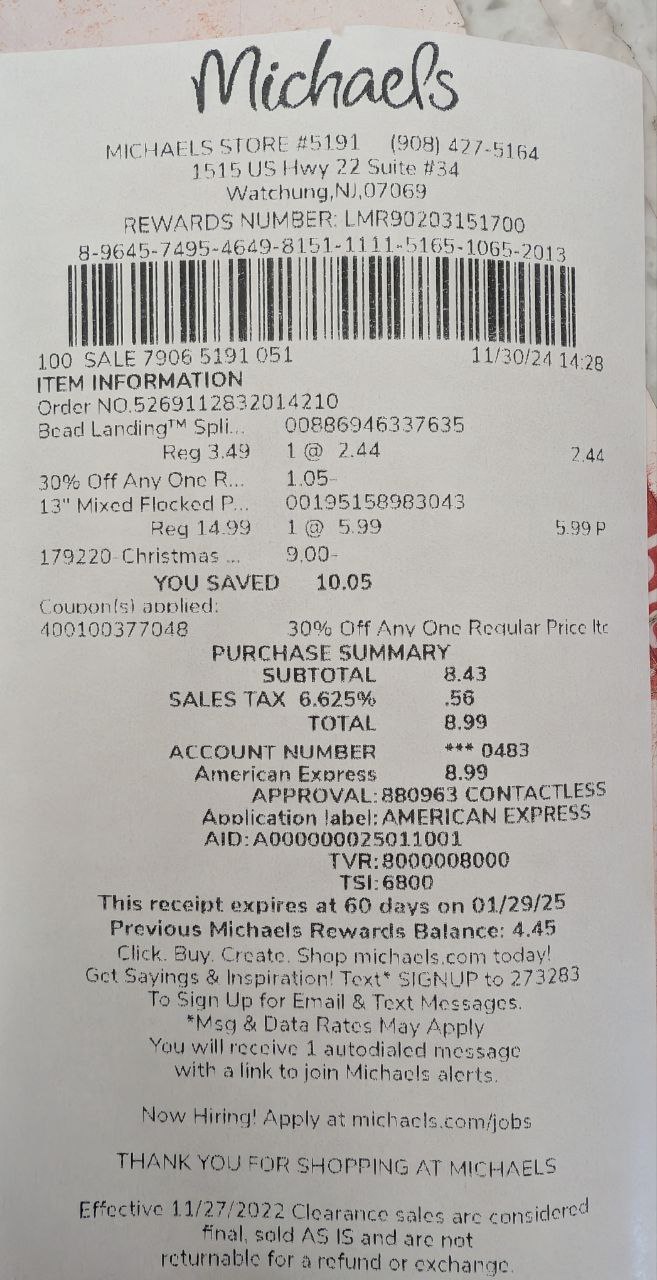 Michaels
MICHAELS STORE #5191 (908) 427-5164
1515 US Hwy 22 Suite #34
Watchung,NJ,07069
REWARDS NUMBER: LMR90203151700
8-9645-7495-4649-8151-1111-5165-1065-2013
100 SALE 7906 5191 051 11/30/24 14:28
ITEM INFORMATION
Order NO.5269112832014210
Bead Landing™ Spli... 00886946337635
Reg 3.49 1 @ 2.44 2.44
30% Off Any One R... 1.05-
13" Mixed Flocked P... 00195158983043
Reg 14.99 1 @ 5.99 5.99 P
179220-Christmas ... 9.00-
YOU SAVED 10.05
Coupon(s) applied:
400100377048 30% Off Any One Regular Price Ite
PURCHASE SUMMARY
SUBTOTAL 8.43
SALES TAX 6.625% .56
TOTAL 8.99
ACCOUNT NUMBER *** 0483
American Express 8.99
APPROVAL: 880963 CONTACTLESS
Application label: AMERICAN EXPRESS
AID: A000000025011001
TVR: 8000008000
TSI: 6800
This receipt expires at 60 days on 01/29/25
Previous Michaels Rewards Balance: 4.45
Click. Buy. Create. Shop michaels.com today!
Get Savings & Inspiration! Text* SIGNUP to 273283
To Sign Up for Email & Text Messages.
*Msg & Data Rates May Apply
You will receive 1 autodialed message
with a link to join Michaels alerts.
Now Hiring! Apply at michaels.com/jobs
THANK YOU FOR SHOPPING AT MICHAELS
Effective 11/27/2022 Clearance sales are considered
final, sold AS IS and are not
returnable for a refund or exchange.